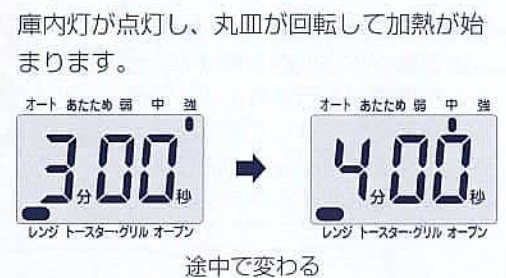 庫内灯が点灯し、丸皿が回転して加熱が始
まります。
オート あたため 弱 中 強
3分00秒
レンジ トースター・グリル オーブン
オート あたため 弱 中 強
4分00秒
レンジ トースター・グリル オーブン
途中で変わる